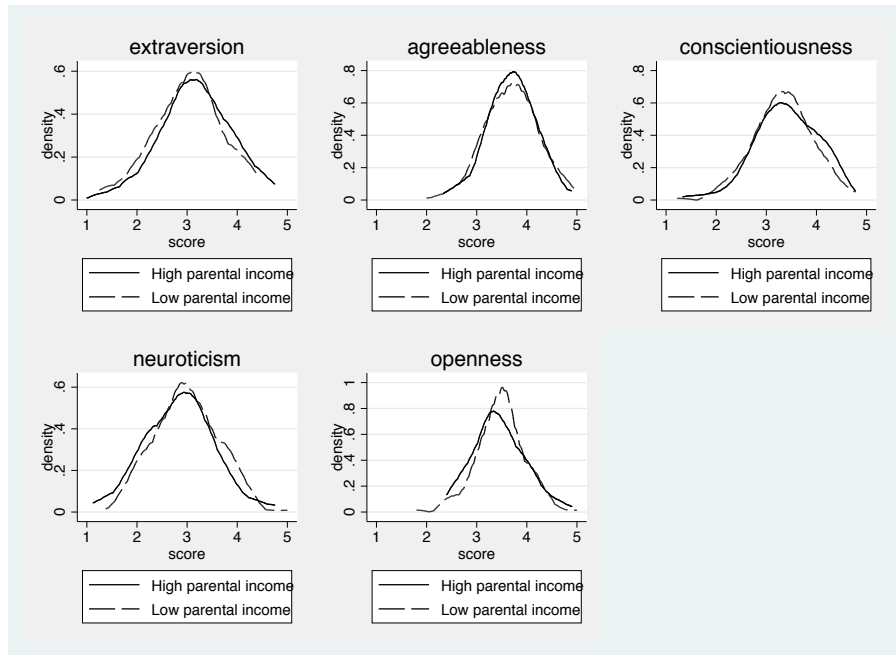 extraversion
density
0 .2 .4 .6
1 2 3 4 5
score
High parental income
Low parental income
agreeableness
density
0 .2 .4 .6 .8
1 2 3 4 5
score
High parental income
Low parental income
conscientiousness
density
0 .2 .4 .6 .8
1 2 3 4 5
score
High parental income
Low parental income
neuroticism
density
0 .2 .4 .6
1 2 3 4 5
score
High parental income
Low parental income
openness
density
0 .2 .4 .6 .8 1
1 2 3 4 5
score
High parental income
Low parental income